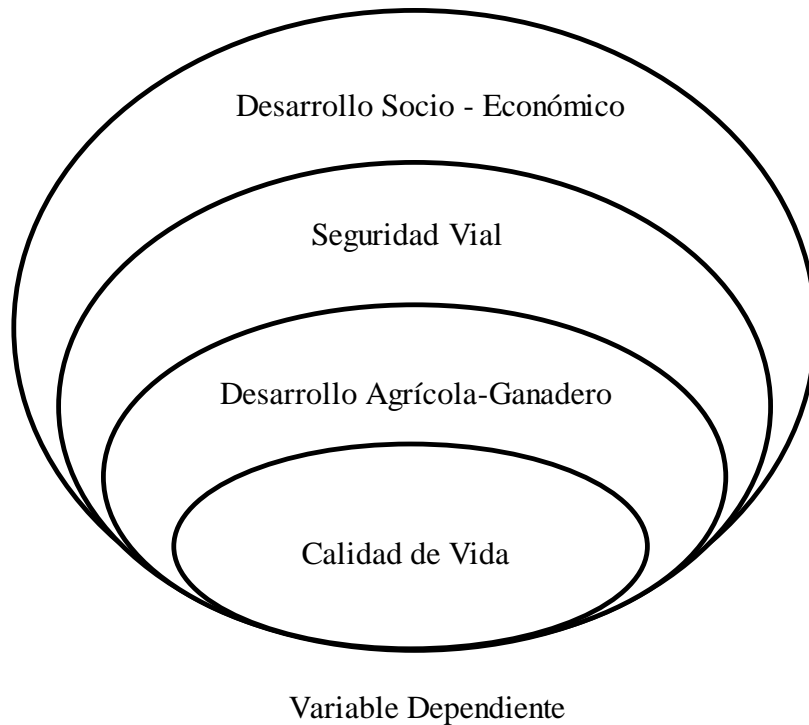 Desarrollo Socio - Económico
Seguridad Vial
Desarrollo Agrícola-Ganadero
Calidad de Vida
Variable Dependiente